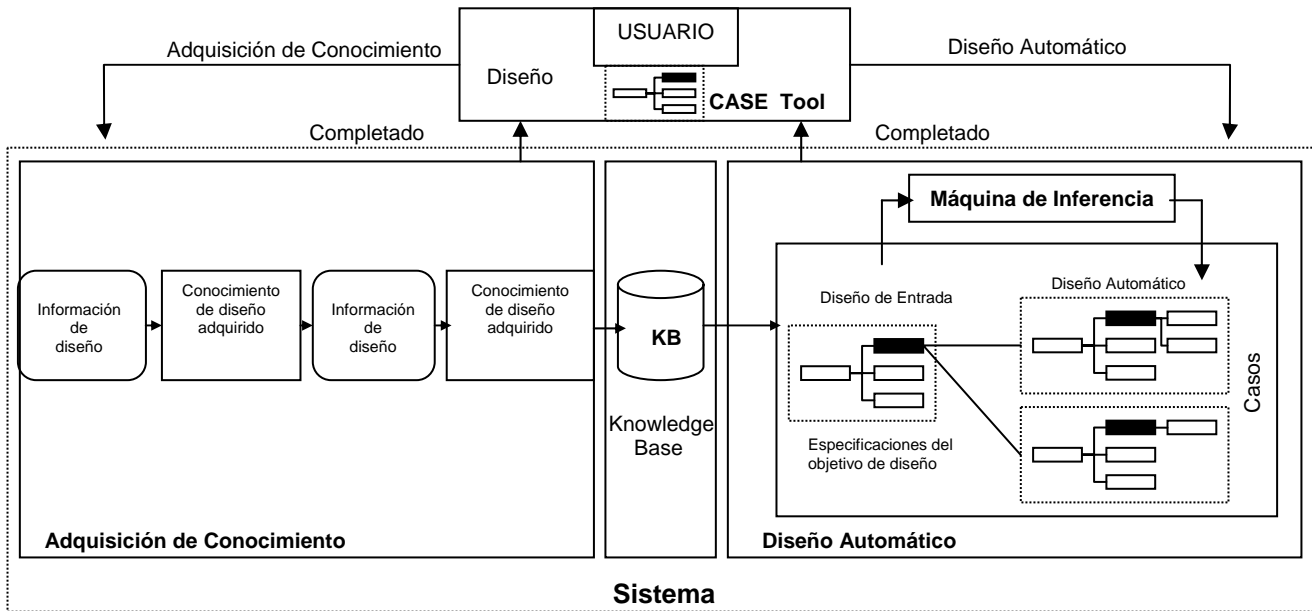 USUARIO
Adquisición de Conocimiento
Diseño Automático
Diseño
CASE Tool
Completado
Completado
Máquina de Inferencia
Información
de
diseño
Conocimiento
de diseño
adquirido
Información
de
diseño
Conocimiento
de diseño
adquirido
KB
Knowledge
Base
Diseño de Entrada
Diseño Automático
Especificaciones del
objetivo de diseño
Casos
Adquisición de Conocimiento
Diseño Automático
Sistema